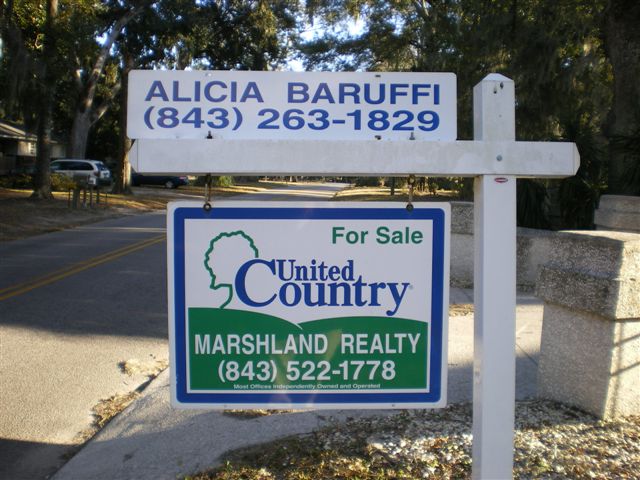 ALICIA BARUFFI
(843) 263-1829
For Sale
United
Country
MARSHLAND REALTY
(843) 522-1778
Most Offices Independently Owned and Operated